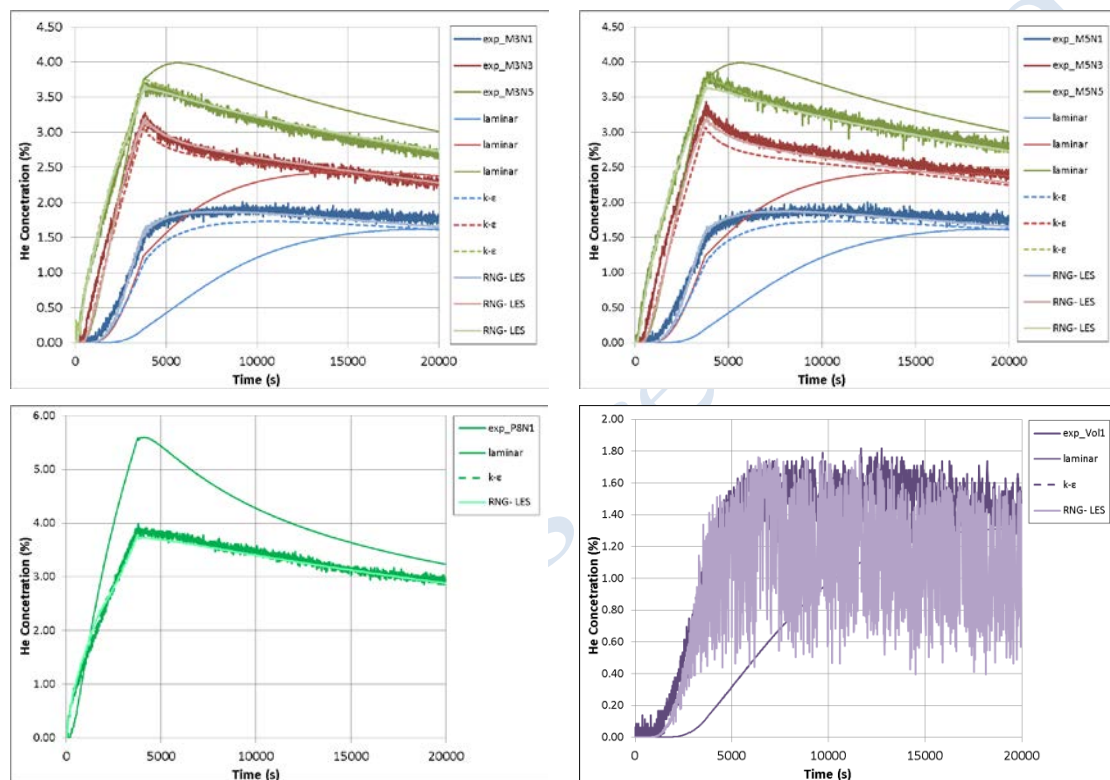 4.50
4.00
3.50
3.00
2.50
2.00
1.50
1.00
0.50
0.00
He Concetration (%)
0
5000
10000
15000
20000
Time (s)
exp_M3N1
exp_M3N3
exp_M3N5
laminar
laminar
laminar
k-ε
k-ε
k-ε
RNG- LES
RNG- LES
RNG- LES
4.50
4.00
3.50
3.00
2.50
2.00
1.50
1.00
0.50
0.00
He Concetration (%)
0
5000
10000
15000
20000
Time (s)
exp_M5N1
exp_M5N3
exp_M5N5
laminar
laminar
laminar
k-ε
k-ε
k-ε
RNG- LES
RNG- LES
RNG- LES
6.00
5.00
4.00
3.00
2.00
1.00
0.00
He Concetration (%)
0
5000
10000
15000
20000
Time (s)
exp_P8N1
laminar
k-ε
RNG- LES
2.00
1.80
1.60
1.40
1.20
1.00
0.80
0.60
0.40
0.20
0.00
He Concetration (%)
0
5000
10000
15000
20000
Time (s)
exp_Vol1
laminar
k-ε
RNG- LES